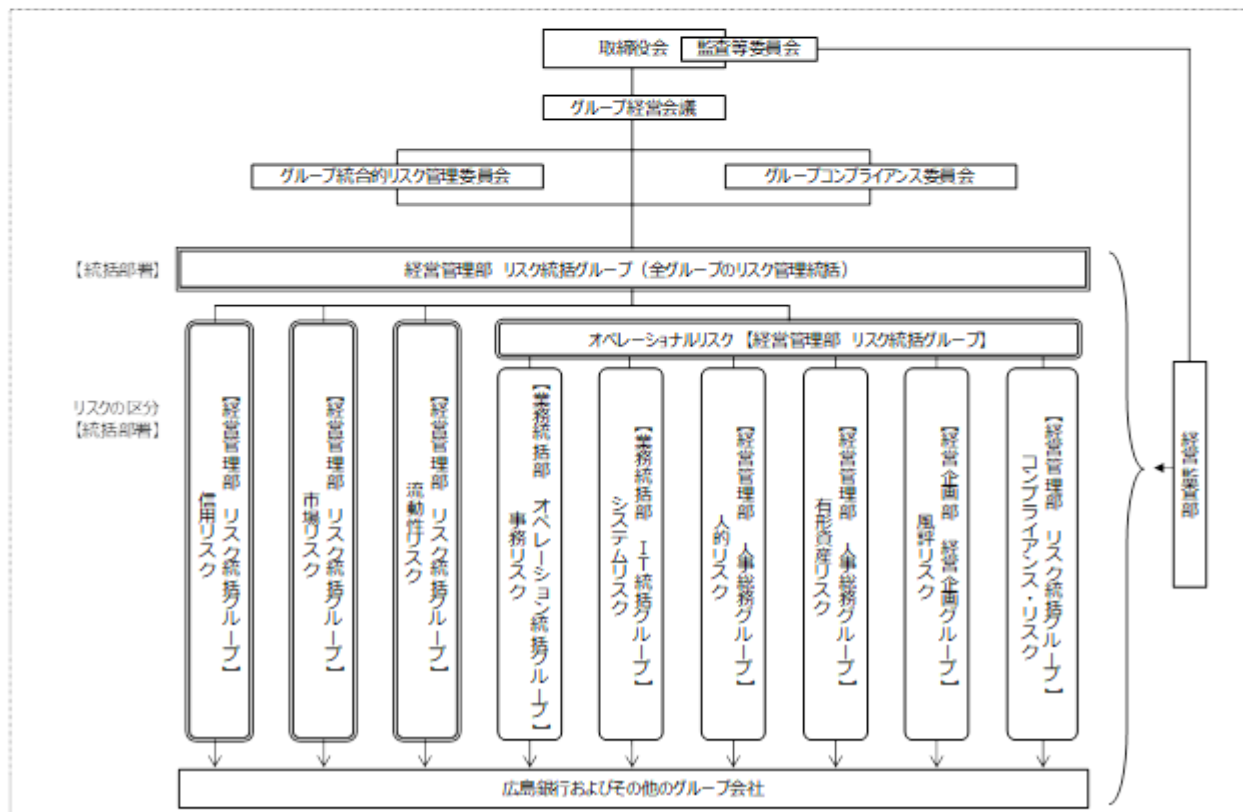 取締役会
監査等委員会
グループ経営会議
グループ統合的リスク管理委員会
グループコンプライアンス委員会
【統括部署】
経営管理部 リスク統括グループ（全グループのリスク管理統括）
オペレーショナルリスク 【経営管理部 リスク統括グループ】
リスクの区分
【統括部署】
信用リスク
【経営管理部 リスク統括グループ】
市場リスク
【経営管理部 リスク統括グループ】
流動性リスク
【経営管理部 リスク統括グループ】
事務リスク
【業務統括部 オペレーション統括グループ】
システムリスク
【業務統括部 IT統括グループ】
人的リスク
【経営管理部 人事総務グループ】
有形資産リスク
【経営管理部 人事総務グループ】
風評リスク
【経営企画部 経営企画グループ】
コンプライアンス・リスク
【経営管理部 リスク統括グループ】
経営監査部
広島銀行およびその他のグループ会社